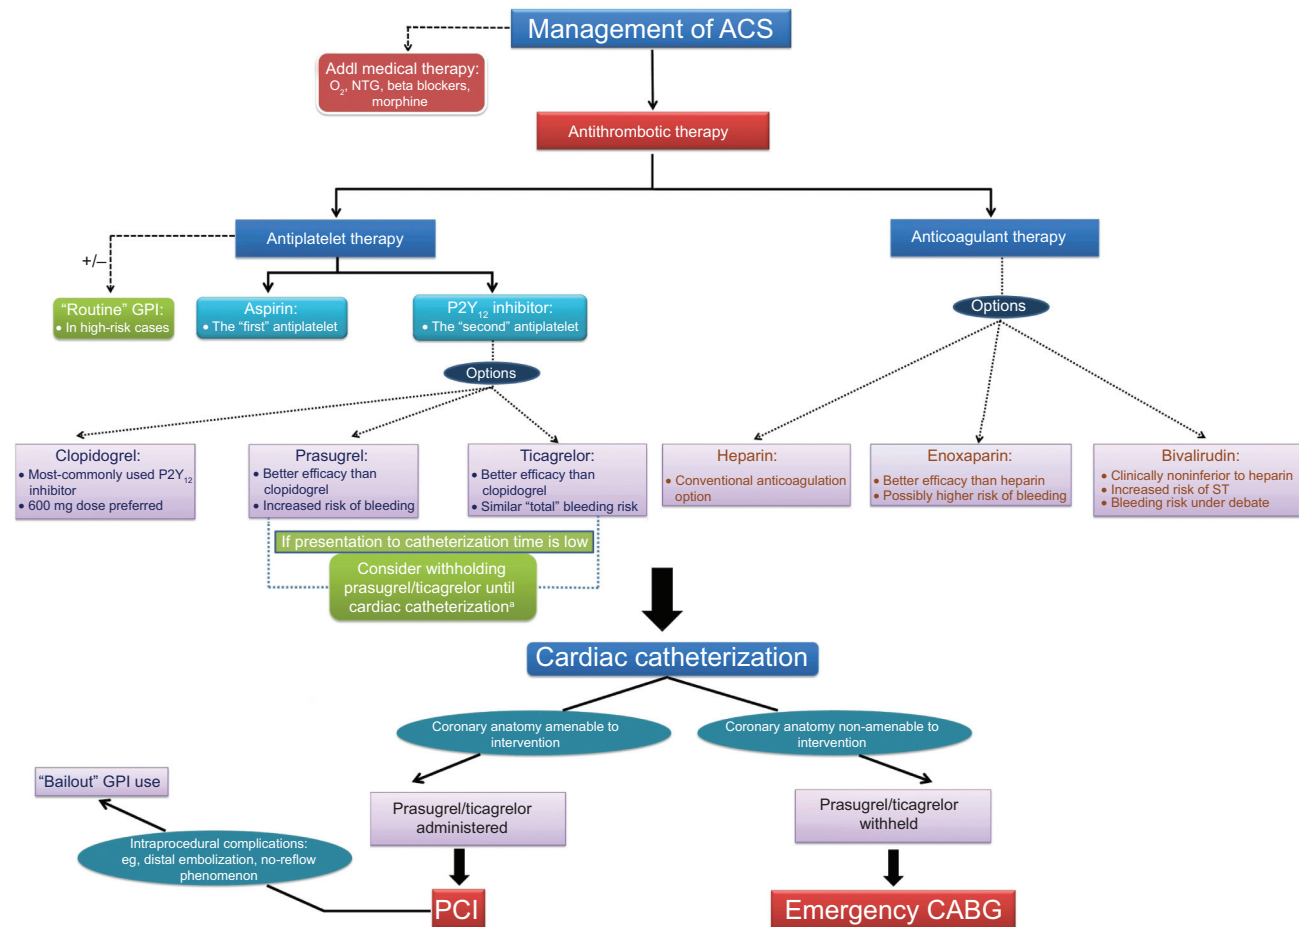 Management of ACS
Addl medical therapy:
O2, NTG, beta blockers,
morphine
Antithrombotic therapy
Antiplatelet therapy
Anticoagulant therapy
+/–
"Routine" GPI:
• In high-risk cases
Aspirin:
• The "first" antiplatelet
P2Y12 inhibitor:
• The "second" antiplatelet
Options
Options
Clopidogrel:
• Most-commonly used P2Y12
inhibitor
• 600 mg dose preferred
Prasugrel:
• Better efficacy than
clopidogrel
• Increased risk of bleeding
Ticagrelor:
• Better efficacy than
clopidogrel
• Similar "total" bleeding risk
Heparin:
• Conventional anticoagulation
option
Enoxaparin:
• Better efficacy than heparin
• Possibly higher risk of bleeding
Bivalirudin:
• Clinically noninferior to heparin
• Increased risk of ST
• Bleeding risk under debate
If presentation to catheterization time is low
Consider withholding
prasugrel/ticagrelor until
cardiac catheterizationa
Cardiac catheterization
Coronary anatomy amenable to
intervention
Coronary anatomy non-amenable to
intervention
"Bailout" GPI use
Prasugrel/ticagrelor
administered
Prasugrel/ticagrelor
withheld
Intraprocedural complications:
eg, distal embolization, no-reflow
phenomenon
PCI
Emergency CABG